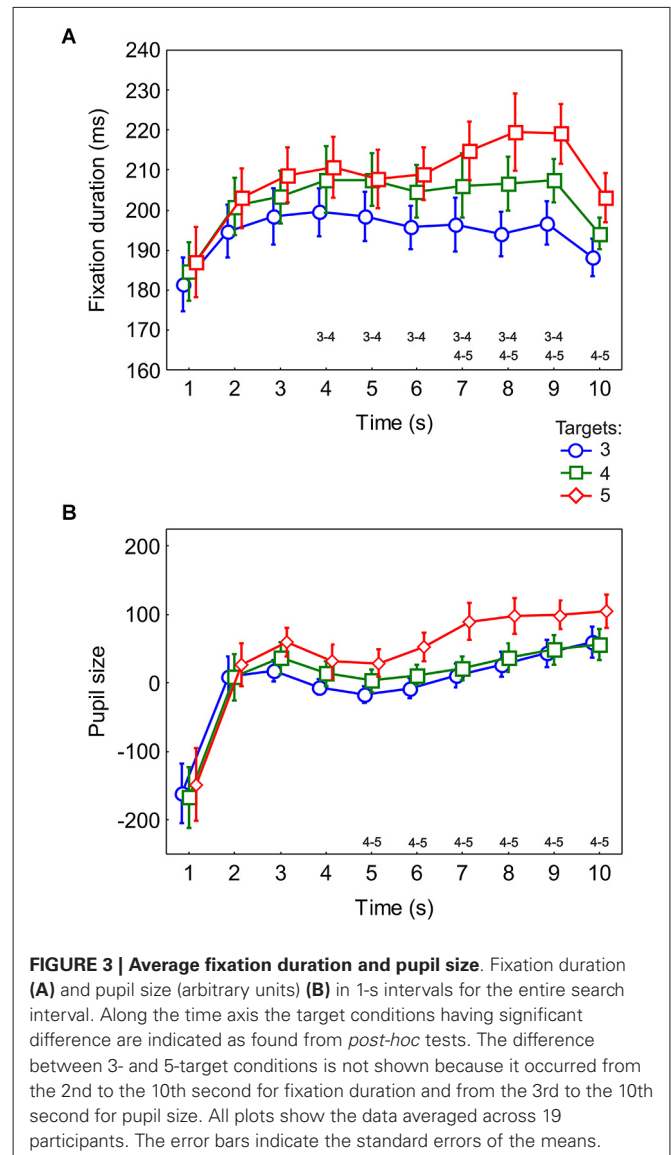 A
240
230
220
210
200
190
180
170
160
Fixation duration (ms)
3-4 3-4 3-4 3-4 3-4 3-4
4-5 4-5 4-5 4-5
1 2 3 4 5 6 7 8 9 10
Time (s)
Targets:
3
4
5
B
200
100
0
-100
-200
Pupil size
4-5 4-5 4-5 4-5 4-5 4-5
1 2 3 4 5 6 7 8 9 10
Time (s)
FIGURE 3 | Average fixation duration and pupil size. Fixation duration
(A) and pupil size (arbitrary units) (B) in 1-s intervals for the entire search
interval. Along the time axis the target conditions having significant
difference are indicated as found from post-hoc tests. The difference
between 3- and 5-target conditions is not shown because it occurred from
the 2nd to the 10th second for fixation duration and from the 3rd to the 10th
second for pupil size. All plots show the data averaged across 19
participants. The error bars indicate the standard errors of the means.